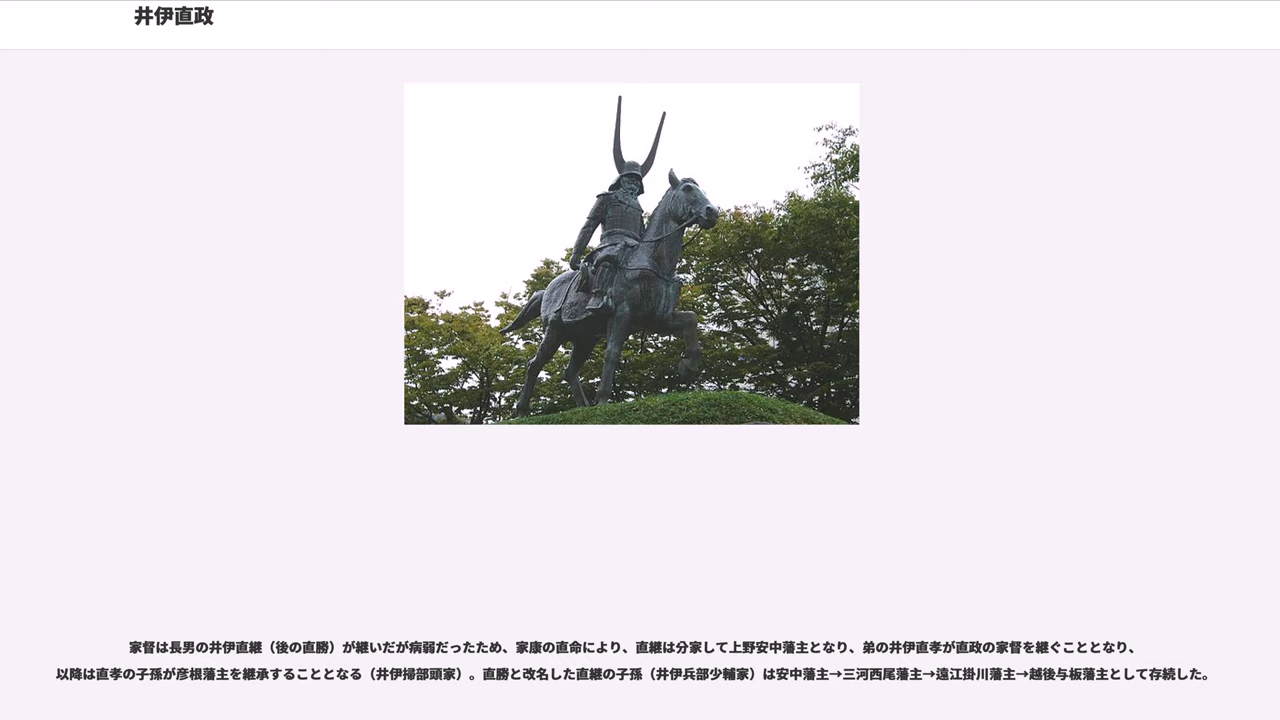 井伊直政
家督は長男の井伊直継（後の直勝）が継いだが病弱だったため、家康の直命により、直継は分家して上野安中藩主となり、弟の井伊直孝が直政の家督を継ぐこととなり、
以降は直孝の子孫が彦根藩主を継承することとなる（井伊掃部頭家）。直勝と改名した直継の子孫（井伊兵部少輔家）は安中藩主→三河西尾藩主→遠江掛川藩主→越後与板藩主として存続した。